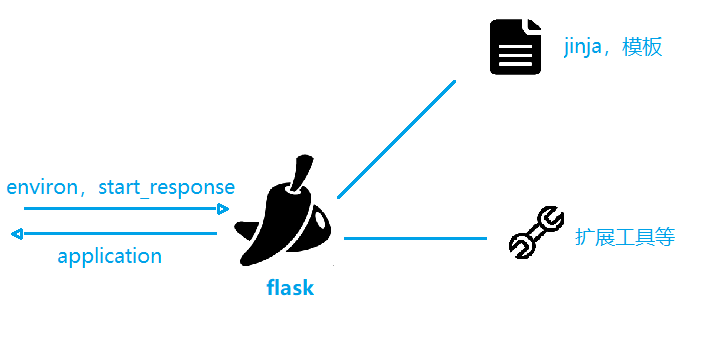 jinja，模板
environ，start_response
application
扩展工具等
flask